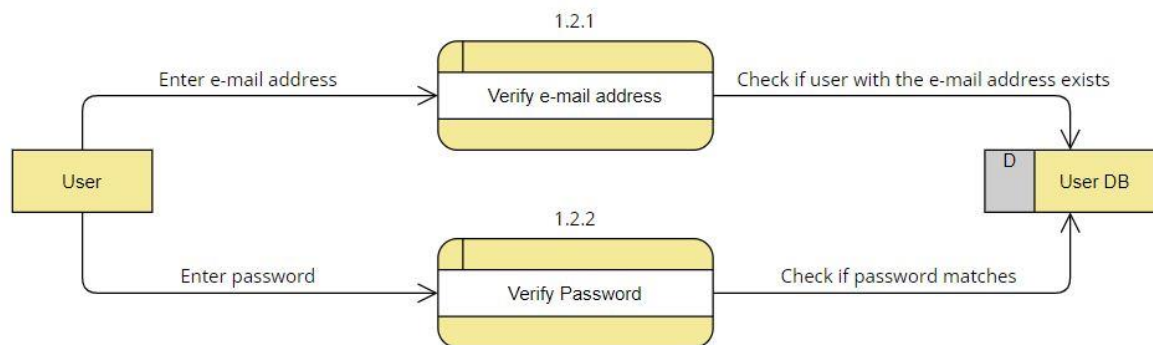 1.2.1
Enter e-mail address
Verify e-mail address
Check if user with the e-mail address exists
User
D
User DB
1.2.2
Enter password
Verify Password
Check if password matches